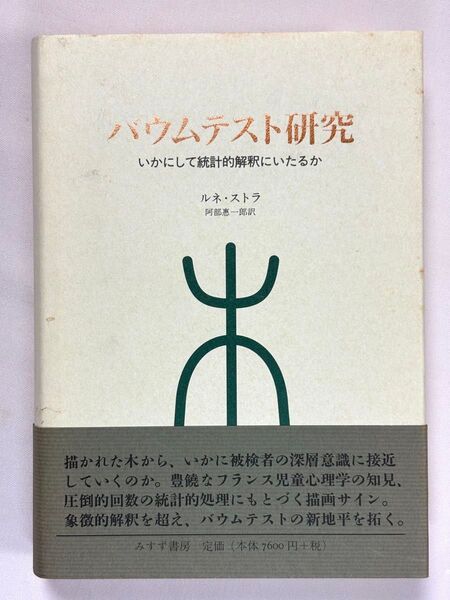 バウムテスト研究
いかにして統計的解釈にいたるか
ルネ・ストラ
阿部惠一郎訳
描かれた木から、いかに被検者の深層意識に接近
していくのか。豊饒なフランス児童心理学の知見、
圧倒的回数の統計的処理にもとづく描画サイン。
象徴的解釈を超え、バウムテストの新地平を拓く。
みすず書房 定価（本体 7600 円＋税）